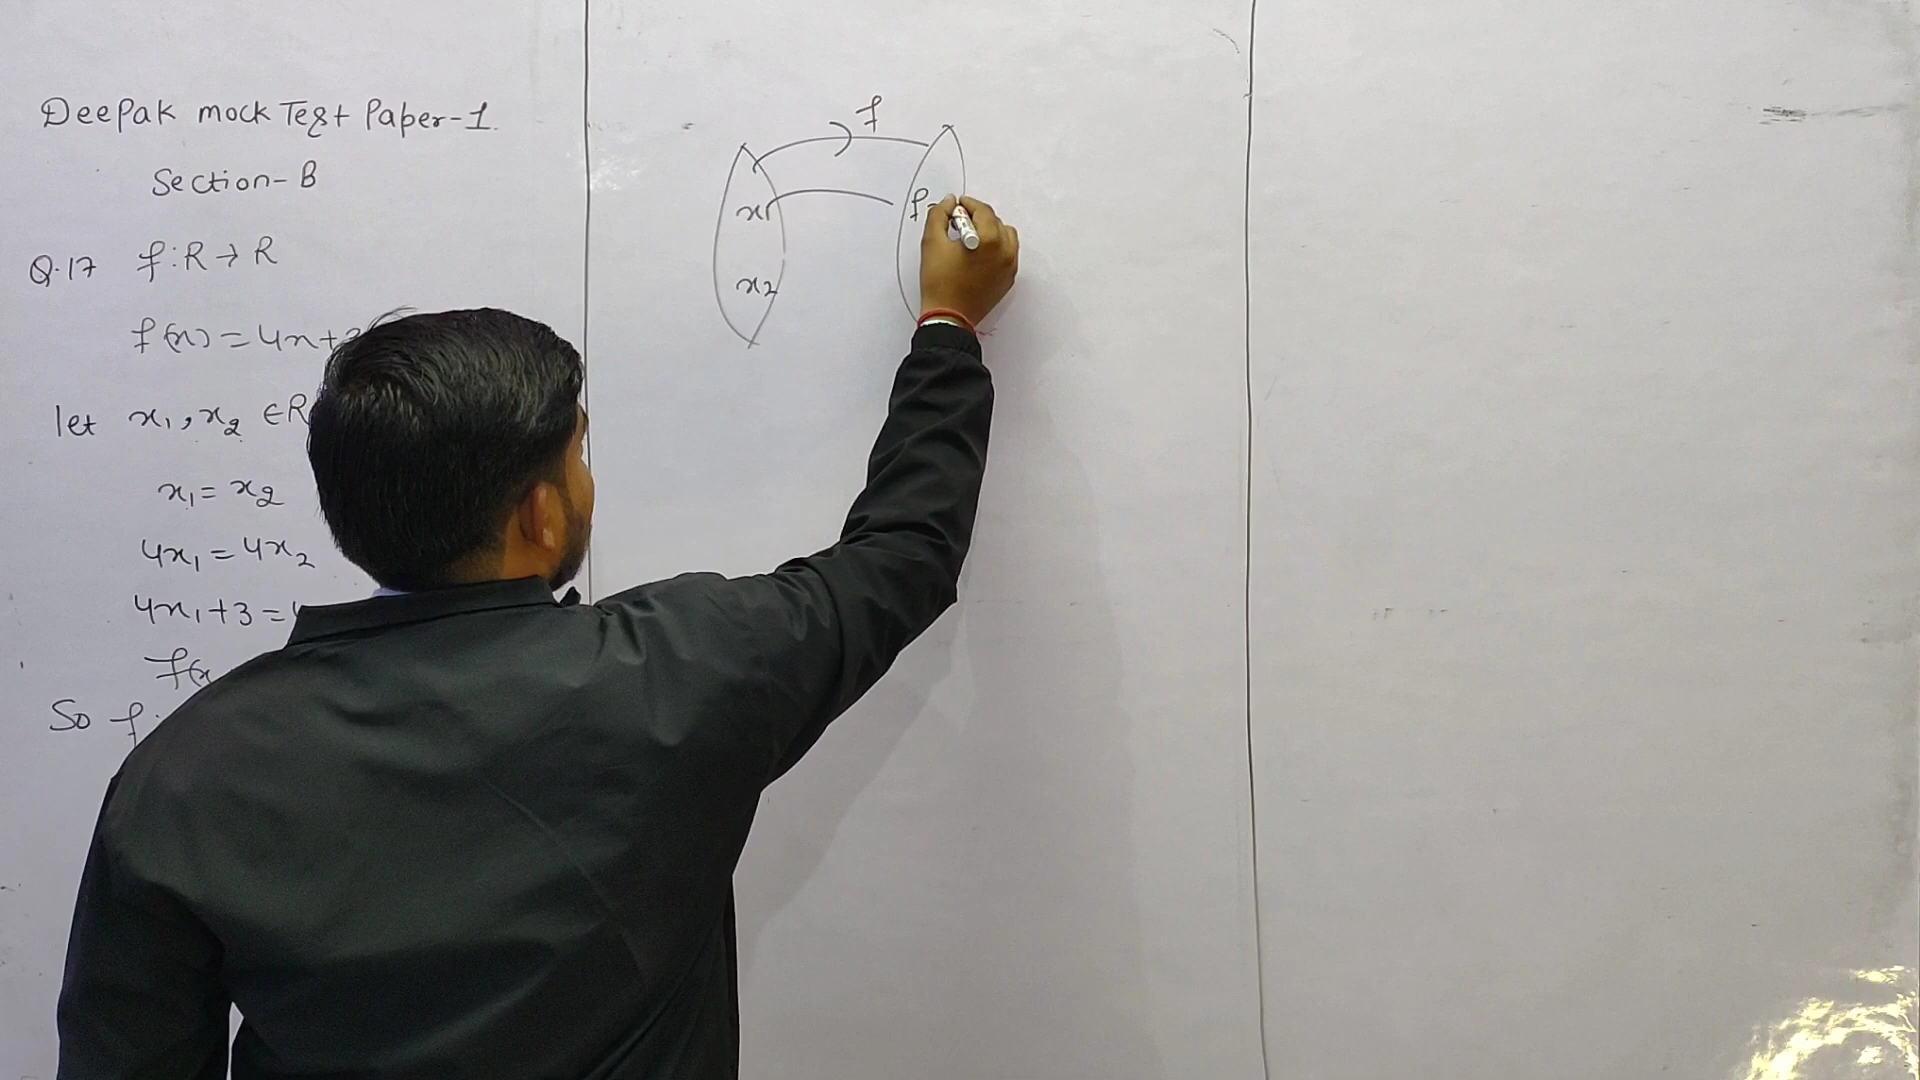 Deepak mock Test Paper-1.
Section-B
Q.17 f:R→R
f(x)=4x+3
let x₁,x₂ ∈R
x₁=x₂
4x₁=4x₂
4x₁+3=
f(x
So f:
f
x₁
x₂
f